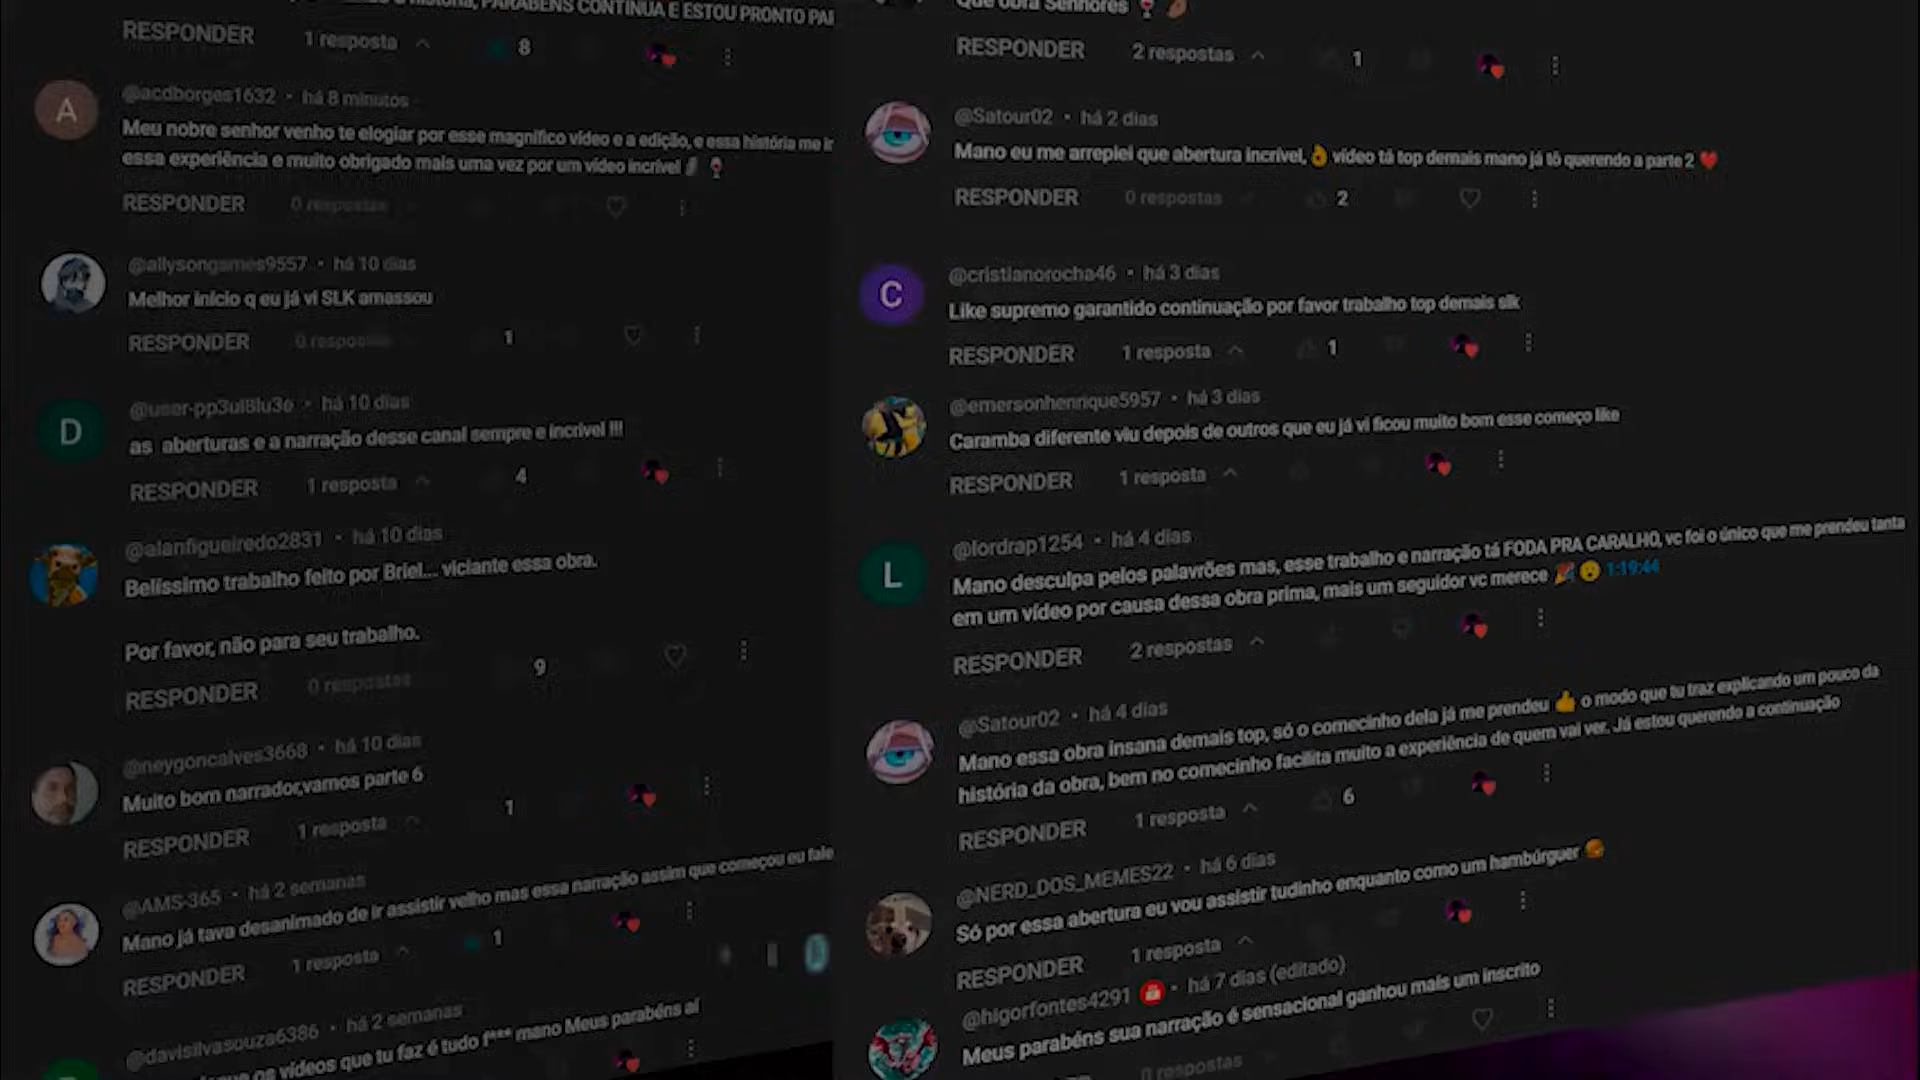 história, PARABENS CONTINUA E ESTOU PRONTO PAI
RESPONDER 1 resposta 8
A
@acdborges1632 • há 8 minutos
Meu nobre senhor venho te elogiar por esse magnifico vídeo e a edição, e essa história me ir
essa experiência e muito obrigado mais uma vez por um vídeo incrível 🍷
RESPONDER 0 respostas
@allysongames9557 • há 10 dias
Melhor início q eu já vi SLK amassou
RESPONDER 0 respostas 1
D
há 10 dias
as aberturas e a narração desse canal sempre e incrível !!!
RESPONDER 1 resposta 4
@alanfigueiredo2831 • há 10 dias
Belíssimo trabalho feito por Briel... viciante essa obra.
Por favor, não para seu trabalho.
RESPONDER 0 respostas 9
@neygoncalves3668 • há 10 dias
Muito bom narrador,vamos parte 6
RESPONDER 1 resposta 1
@AMS-365 • há 2 semanas
Mano já tava desanimado de ir assistir velho mas essa narração assim que começou eu fale
RESPONDER 1 resposta 1
@davisilvasouza6386 • há 2 semanas
os vídeos que tu faz é tudo f*** mano Meus parabéns aí
Que obra Senhores 🍷
RESPONDER 2 respostas 1
@Satour02 • há 2 dias
Mano eu me arrepiei que abertura incrível, 👌 vídeo tá top demais mano já tô querendo a parte 2 ❤️
RESPONDER 0 respostas 2
C
@cristianorocha46 • há 3 dias
Like supremo garantido continuação por favor trabalho top demais slk
RESPONDER 1 resposta 1
@emersonhenrique5957 • há 3 dias
Caramba diferente viu depois de outros que eu já vi ficou muito bom esse começo like
RESPONDER 1 resposta
L
@lordrap1254 • há 4 dias
Mano desculpa pelos palavrões mas, esse trabalho e narração tá FODA PRA CARALHO, vc foi o único que me prendeu tanta
em um vídeo por causa dessa obra prima, mais um seguidor vc merece 🎉 😮 1:19:44
RESPONDER 2 respostas
@Satour02 • há 4 dias
Mano essa obra insana demais top, só o comecinho dela já me prendeu 👍 o modo que tu traz explicando um pouco da
história da obra, bem no comecinho facilita muito a experiência de quem vai ver. Já estou querendo a continuação
RESPONDER 1 resposta 6
@NERD_DOS_MEMES22 • há 6 dias
Só por essa abertura eu vou assistir tudinho enquanto como um hambúrguer 🍔
RESPONDER 1 resposta
@higorfontes4291 • há 7 dias (editado)
Meus parabéns sua narração é sensacional ganhou mais um inscrito
0 respostas